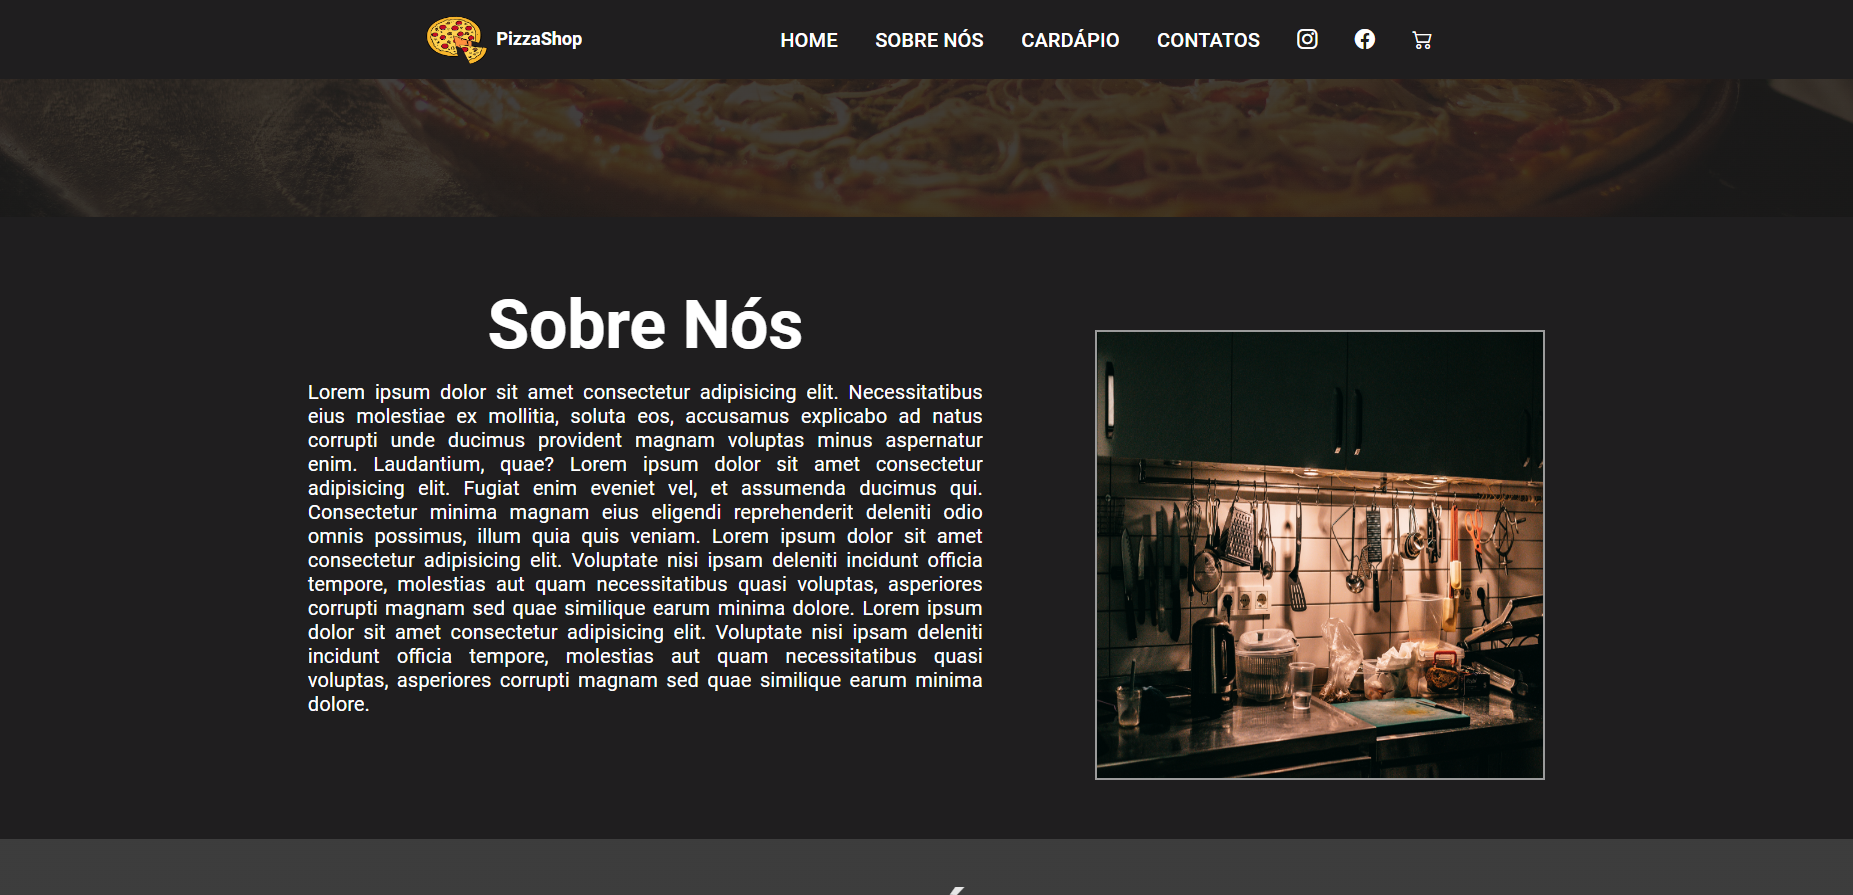 PizzaShop
HOME SOBRE NÓS CARDÁPIO CONTATOS
Sobre Nós
Lorem ipsum dolor sit amet consectetur adipisicing elit. Necessitatibus
eius molestiae ex mollitia, soluta eos, accusamus explicabo ad natus
corrupti unde ducimus provident magnam voluptas minus aspernatur
enim. Laudantium, quae? Lorem ipsum dolor sit amet consectetur
adipisicing elit. Fugiat enim eveniet vel, et assumenda ducimus qui.
Consectetur minima magnam eius eligendi reprehenderit deleniti odio
omnis possimus, illum quia quis veniam. Lorem ipsum dolor sit amet
consectetur adipisicing elit. Voluptate nisi ipsam deleniti incidunt officia
tempore, molestias aut quam necessitatibus quasi voluptas, asperiores
corrupti magnam sed quae similique earum minima dolore. Lorem ipsum
dolor sit amet consectetur adipisicing elit. Voluptate nisi ipsam deleniti
incidunt officia tempore, molestias aut quam necessitatibus quasi
voluptas, asperiores corrupti magnam sed quae similique earum minima
dolore.